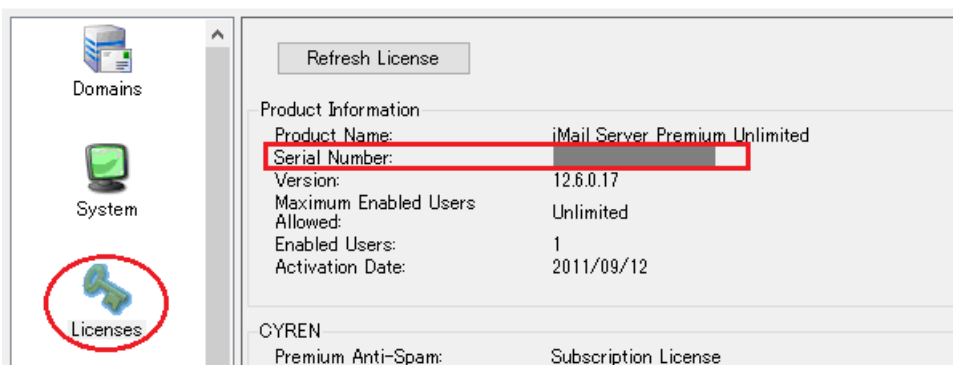 Domains
System
Licenses
Refresh License
Product Information
Product Name: iMail Server Premium Unlimited
Serial Number:
Version: 12.6.0.17
Maximum Enabled Users Allowed: Unlimited
Enabled Users: 1
Activation Date: 2011/09/12
CYREN
Premium Anti-Spam: Subscription License